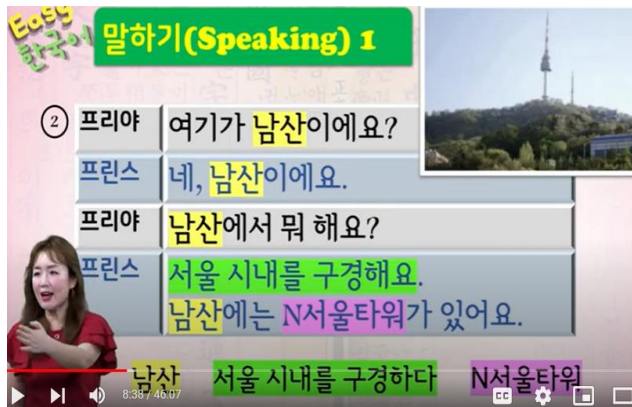 Easy
한국어
말하기(Speaking) 1
② 프리야 여기가 남산이에요?
프린스 네, 남산이에요.
프리야 남산에서 뭐 해요?
프린스 서울 시내를 구경해요.
남산에는 N서울타워가 있어요.
남산 서울 시내를 구경하다 N서울타워
8:38 / 46:07
CC